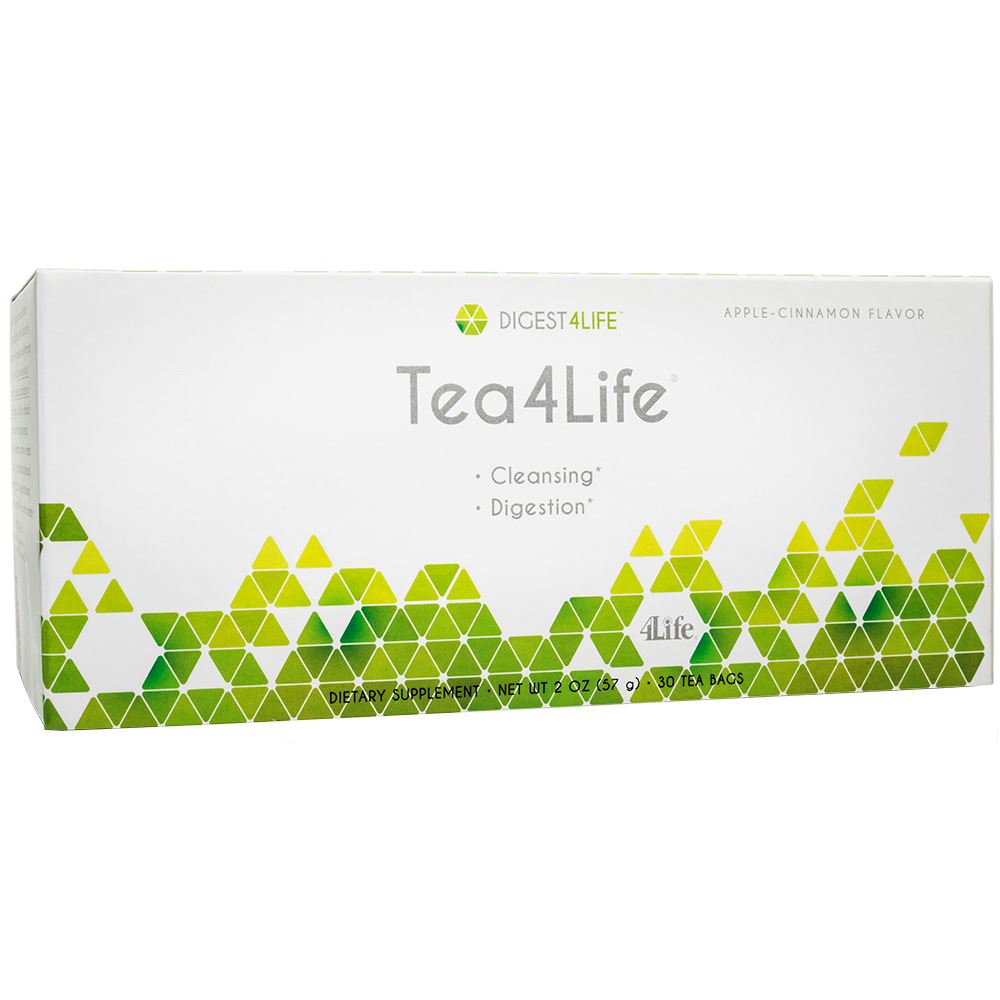 DIGEST4LIFE™
APPLE-CINNAMON FLAVOR
Tea4Life®
• Cleansing*
• Digestion*
4Life®
DIETARY SUPPLEMENT • NET WT 2 OZ (57 g) • 30 TEA BAGS